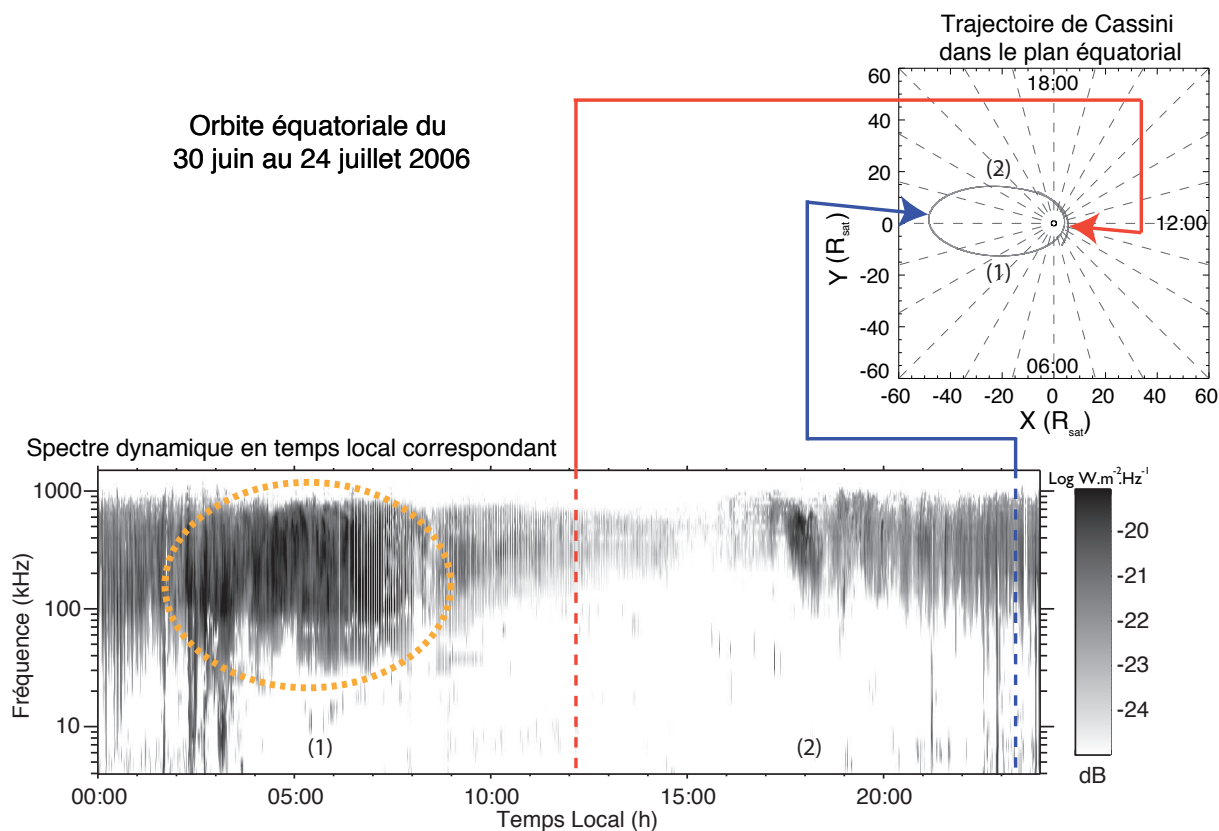 Trajectoire de Cassini
dans le plan équatorial
Orbite équatoriale du
30 juin au 24 juillet 2006
60
40
20
0
-20
-40
-60
Y (R_sat)
18:00
(2)
12:00
(1)
06:00
-60 -40 -20 0 20 40 60
X (R_sat)
Spectre dynamique en temps local correspondant
1000
100
10
Fréquence (kHz)
(1)
(2)
00:00 05:00 10:00 15:00 20:00
Temps Local (h)
Log W.m⁻².Hz⁻¹
-20
-21
-22
-23
-24
dB